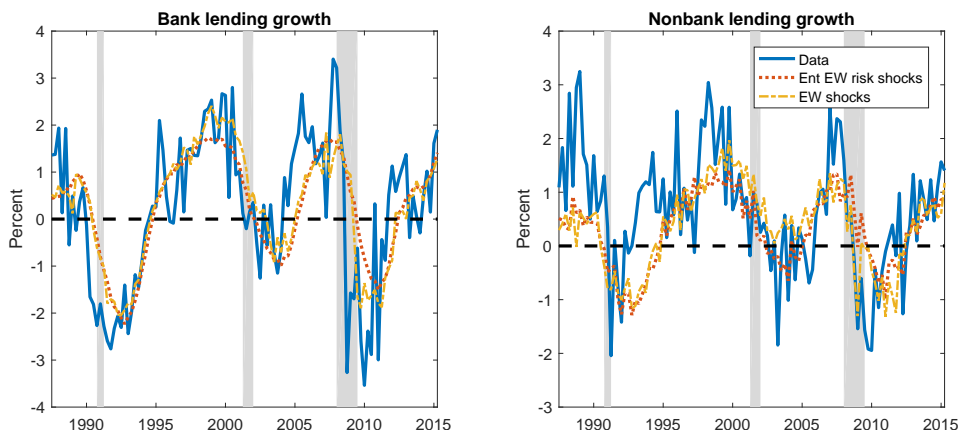 Bank lending growth
Percent
4
3
2
1
0
-1
-2
-3
-4
1990 1995 2000 2005 2010 2015
Nonbank lending growth
Percent
4
3
2
1
0
-1
-2
-3
1990 1995 2000 2005 2010 2015
Data
Ent EW risk shocks
EW shocks